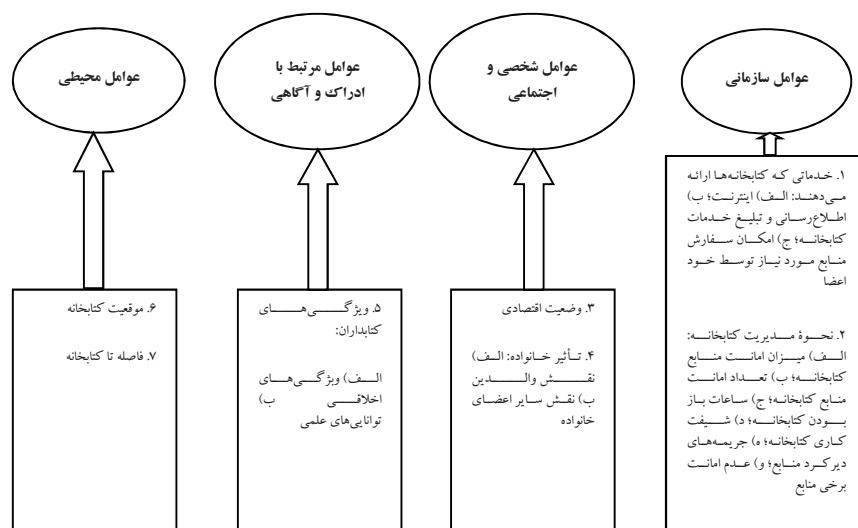 عوامل سازمانی
عوامل شخصی و
اجتماعی
عوامل مرتبط با
ادراک و آگاهی
عوامل محیطی
۱. خدماتی که کتابخانه‌ها ارائه
می‌دهند: الف) اینترنت؛ ب)
اطلاع‌رسانی و تبلیغ خدمات
کتابخانه؛ ج) امکان سفارش
منابع مورد نیاز توسط خود
اعضا
۲. نحوۀ مدیریت کتابخانه:
الف) میزان امانت منابع
کتابخانه؛ ب) تعداد امانت
منابع کتابخانه؛ ج) ساعات باز
بودن کتابخانه؛ د) شیفت
کاری کتابخانه؛ ه) جریمه‌های
دیرکرد منابع؛ و) عدم امانت
برخی منابع
۳. وضعیت اقتصادی
۴. تأثیر خانواده: الف)
نقش والدین
ب) نقش سایر اعضای
خانواده
۵. ویژگی‌های
کتابداران:
الف) ویژگی‌های
اخلاقی ب)
توانایی‌های علمی
۶. موقعیت کتابخانه
۷. فاصله تا کتابخانه